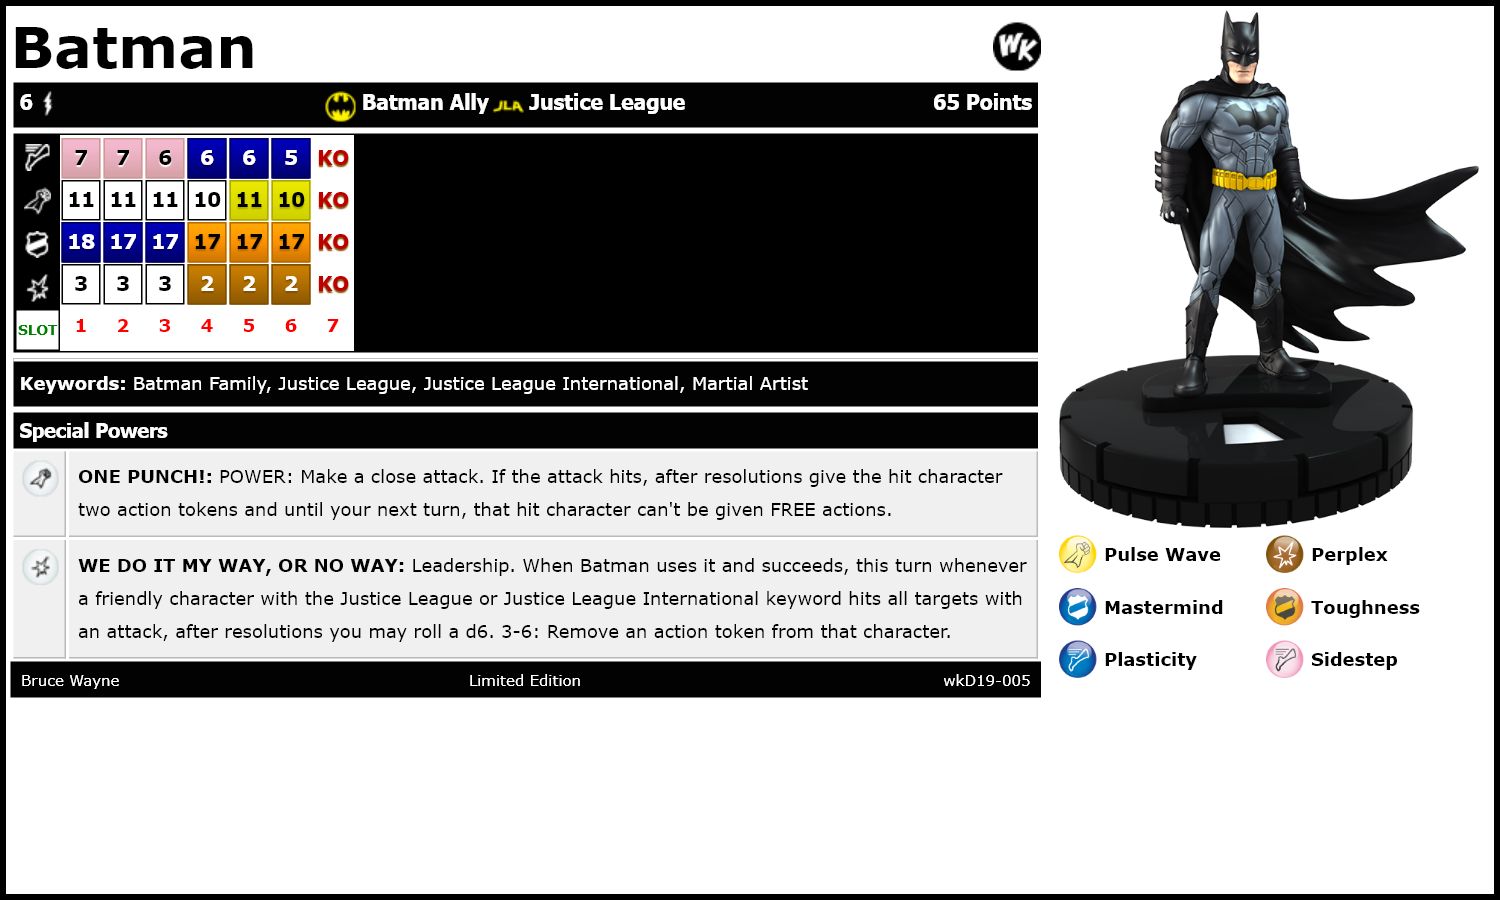 Batman
WK
6 Batman Ally JLA Justice League 65 Points
7 7 6 6 6 5 KO
11 11 11 10 11 10 KO
18 17 17 17 17 17 KO
3 3 3 2 2 2 KO
SLOT 1 2 3 4 5 6 7
Keywords: Batman Family, Justice League, Justice League International, Martial Artist
Special Powers
ONE PUNCH!: POWER: Make a close attack. If the attack hits, after resolutions give the hit character
two action tokens and until your next turn, that hit character can't be given FREE actions.
WE DO IT MY WAY, OR NO WAY: Leadership. When Batman uses it and succeeds, this turn whenever
a friendly character with the Justice League or Justice League International keyword hits all targets with
an attack, after resolutions you may roll a d6. 3-6: Remove an action token from that character.
Bruce Wayne Limited Edition wkD19-005
Pulse Wave Perplex
Mastermind Toughness
Plasticity Sidestep